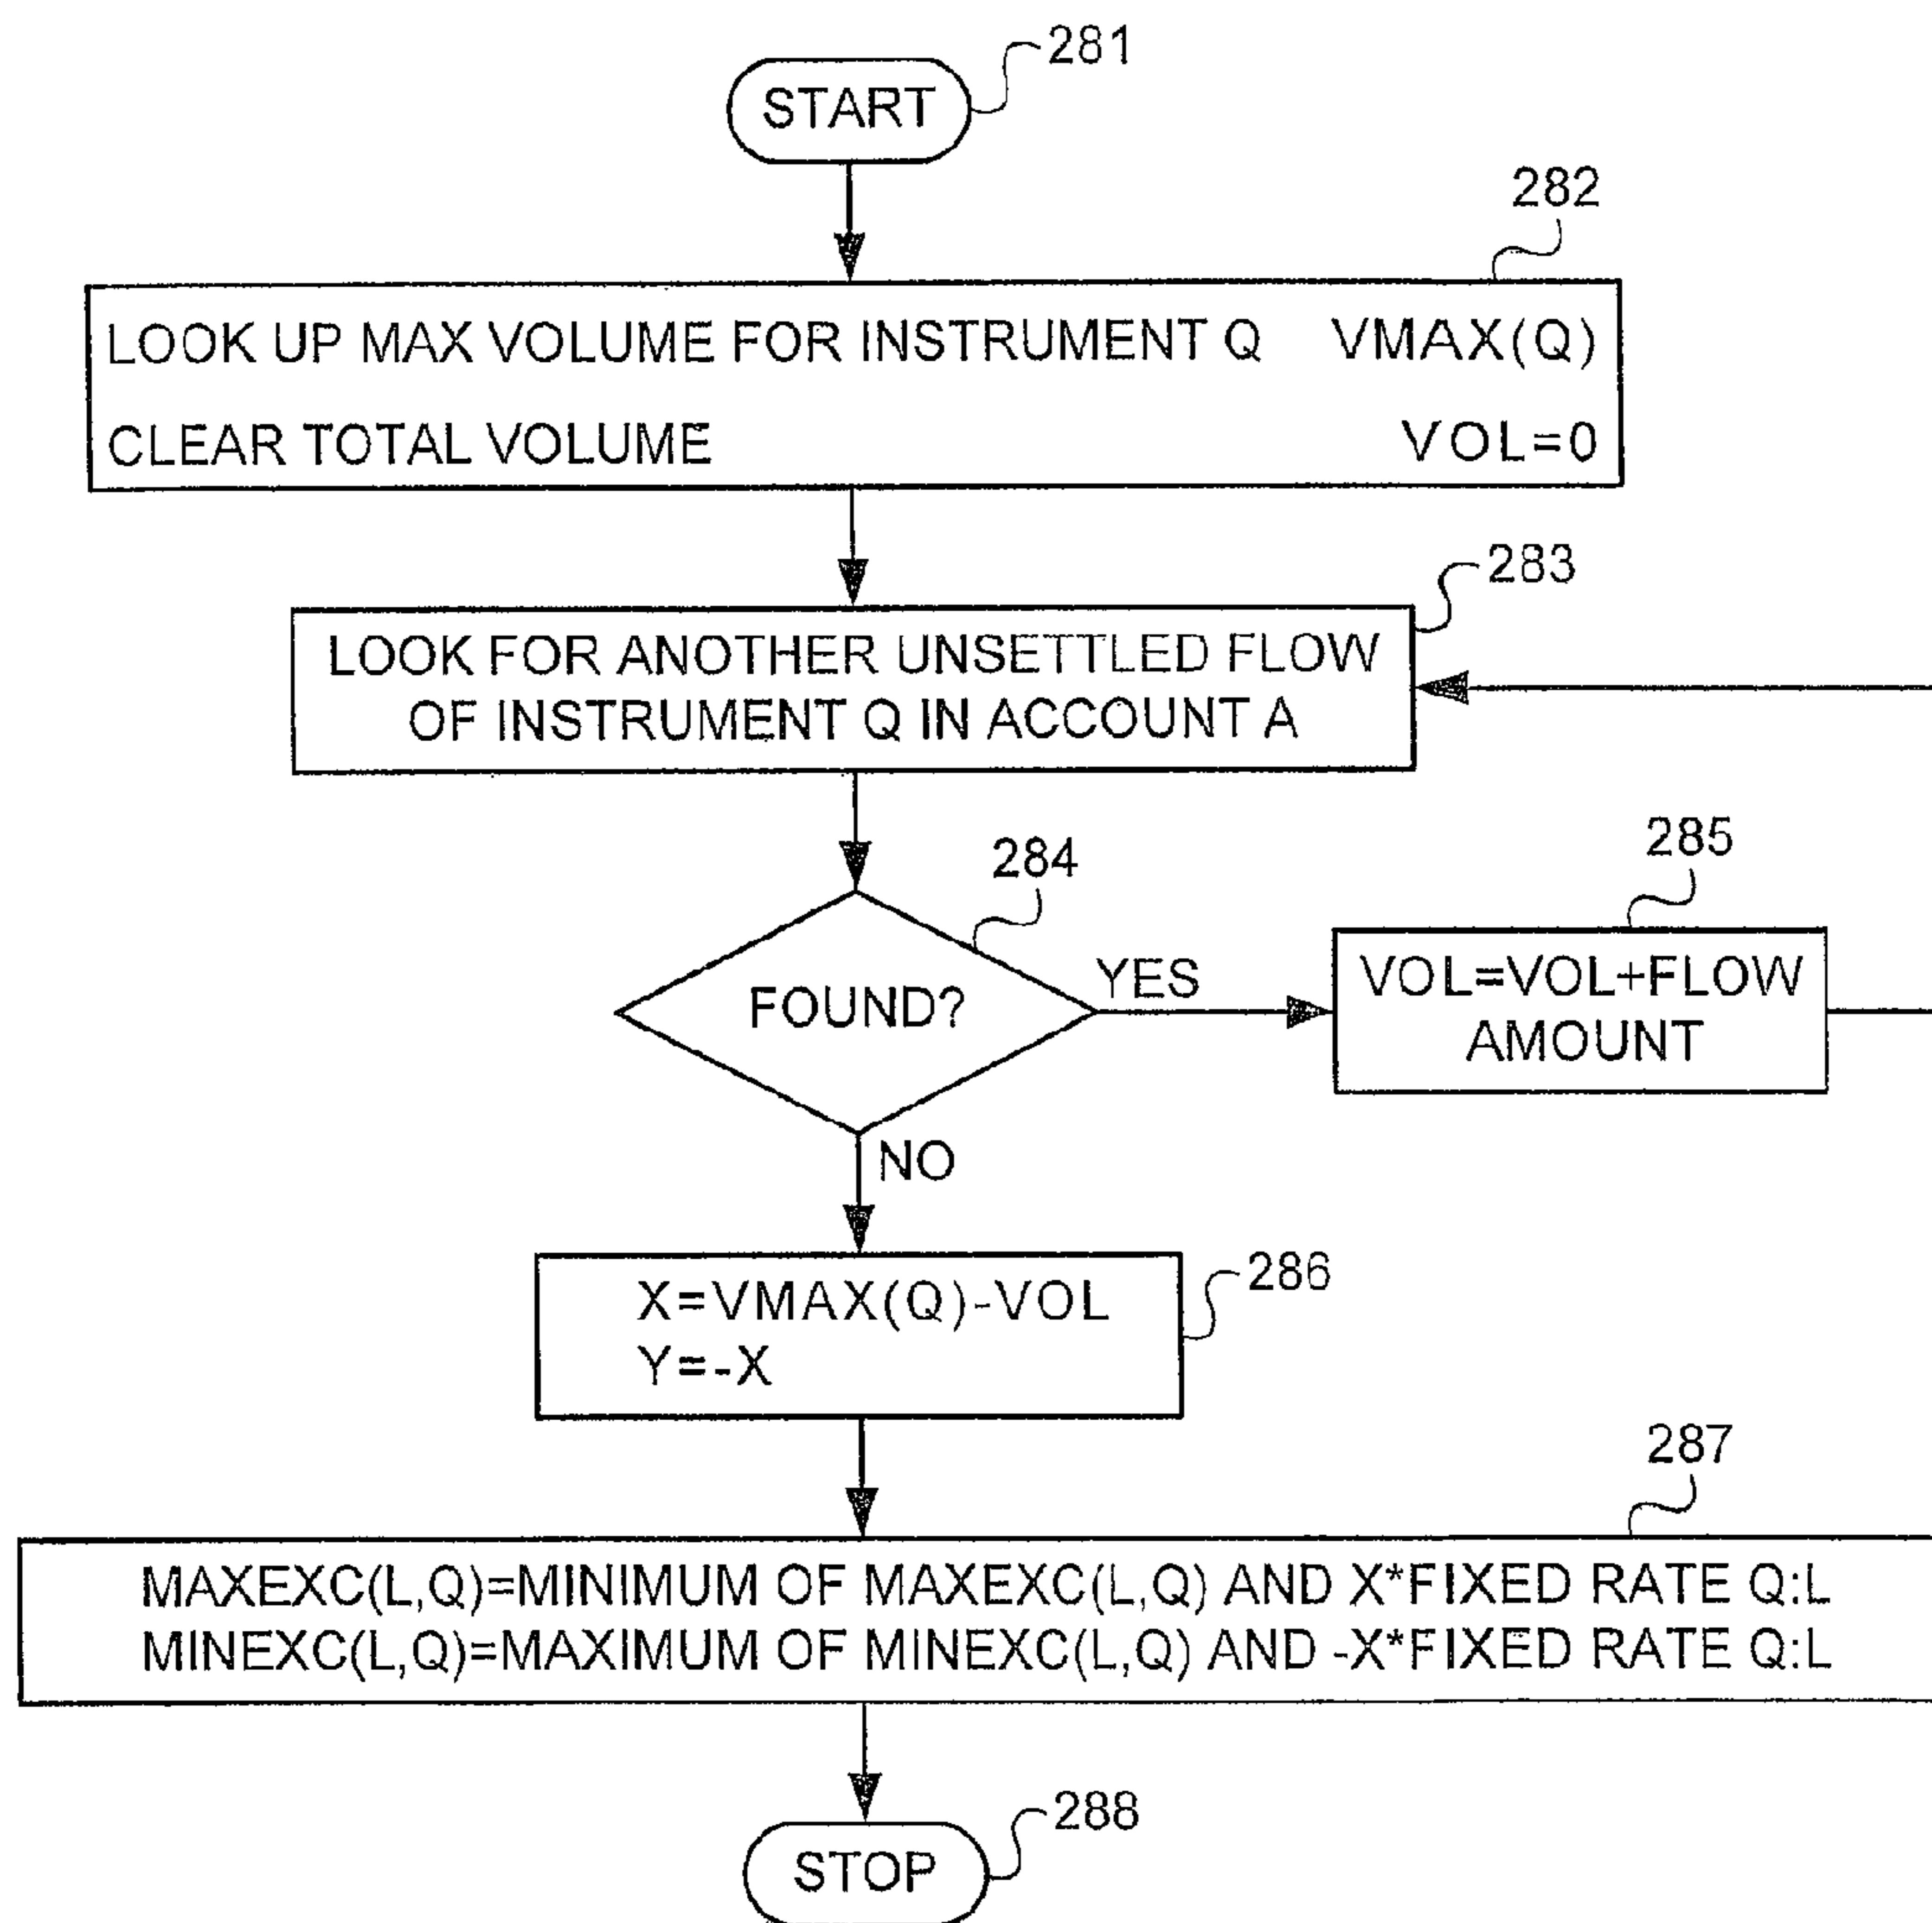 281
START
282
LOOK UP MAX VOLUME FOR INSTRUMENT Q VMAX(Q)
CLEAR TOTAL VOLUME VOL=0
283
LOOK FOR ANOTHER UNSETTLED FLOW
OF INSTRUMENT Q IN ACCOUNT A
284
285
FOUND?
YES
VOL=VOL+FLOW
AMOUNT
NO
286
X=VMAX(Q)-VOL
Y=-X
287
MAXEXC(L,Q)=MINIMUM OF MAXEXC(L,Q) AND X*FIXED RATE Q:L
MINEXC(L,Q)=MAXIMUM OF MINEXC(L,Q) AND -X*FIXED RATE Q:L
288
STOP